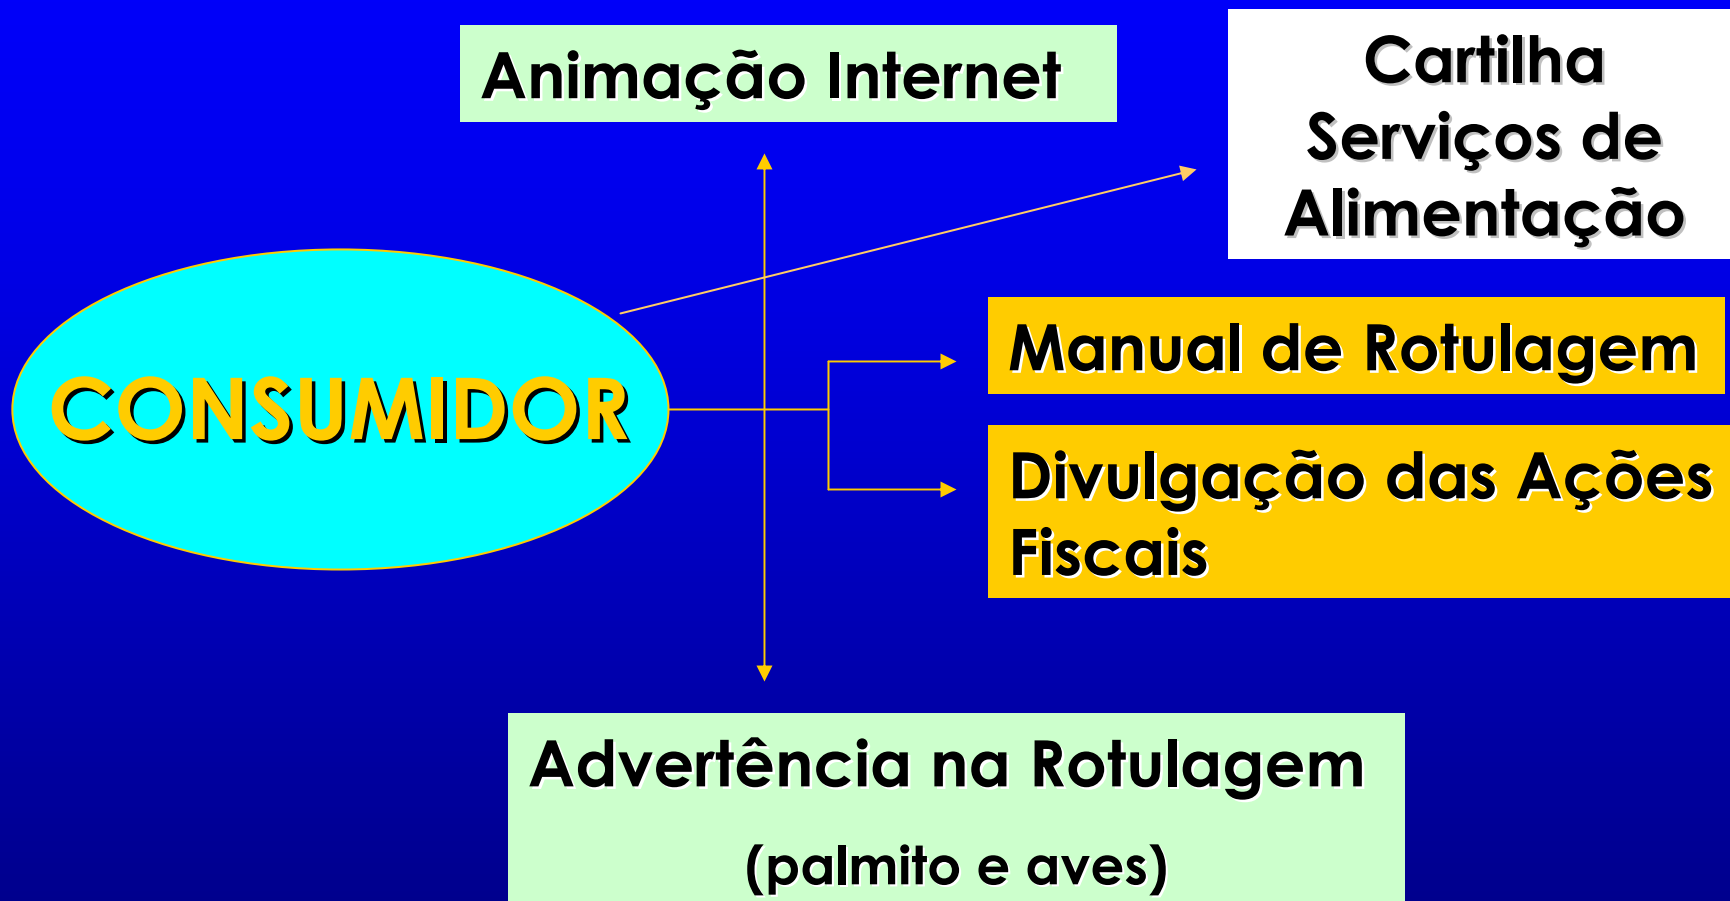 Animação Internet
Cartilha
Serviços de
Alimentação
CONSUMIDOR
Manual de Rotulagem
Divulgação das Ações
Fiscais
Advertência na Rotulagem
(palmito e aves)